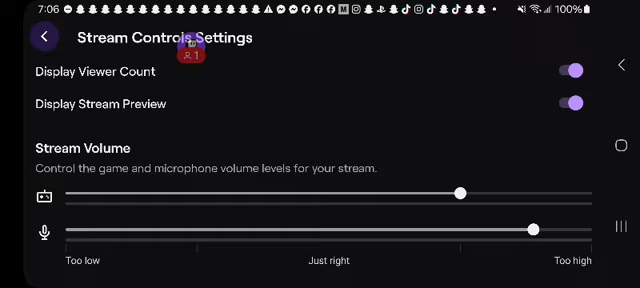 7:06
100%
Stream Controls Settings
1
Display Viewer Count
Display Stream Preview
Stream Volume
Control the game and microphone volume levels for your stream.
Too low
Just right
Too high